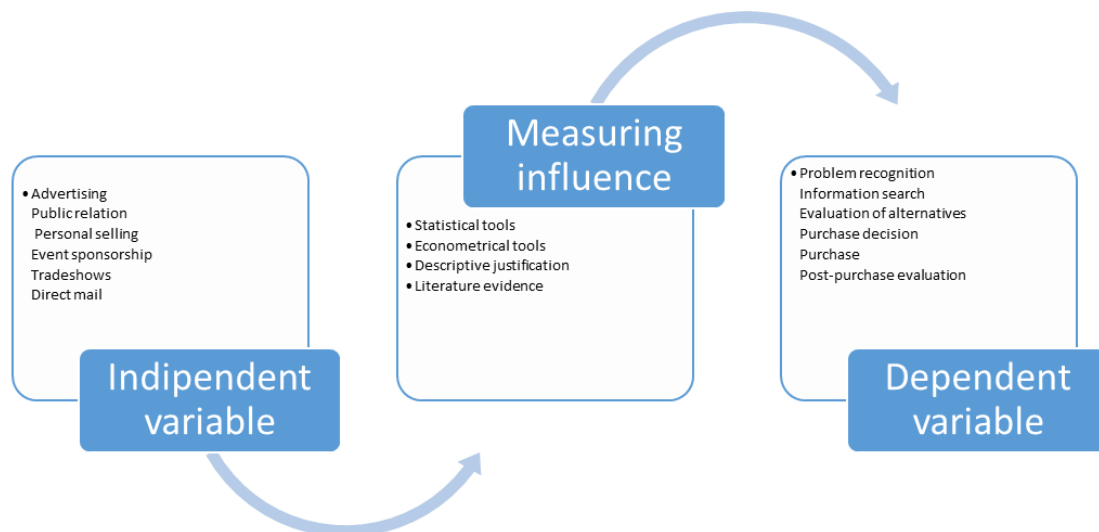 • Advertising
Public relation
Personal selling
Event sponsorship
Tradeshows
Direct mail
Indipendent
variable
Measuring
influence
• Statistical tools
• Econometrical tools
• Descriptive justification
• Literature evidence
• Problem recognition
Information search
Evaluation of alternatives
Purchase decision
Purchase
Post-purchase evaluation
Dependent
variable